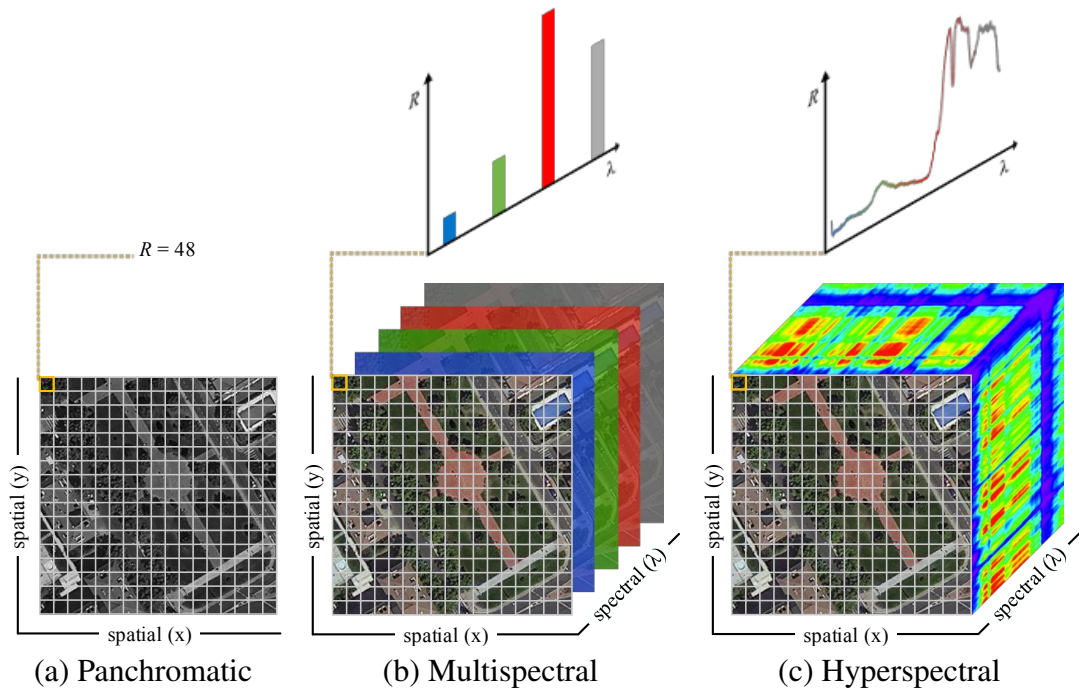 R
λ
R
λ
R = 48
spatial (y)
spatial (x)
spatial (y)
spatial (x)
spectral (λ)
spatial (y)
spatial (x)
spectral (λ)
(a) Panchromatic
(b) Multispectral
(c) Hyperspectral